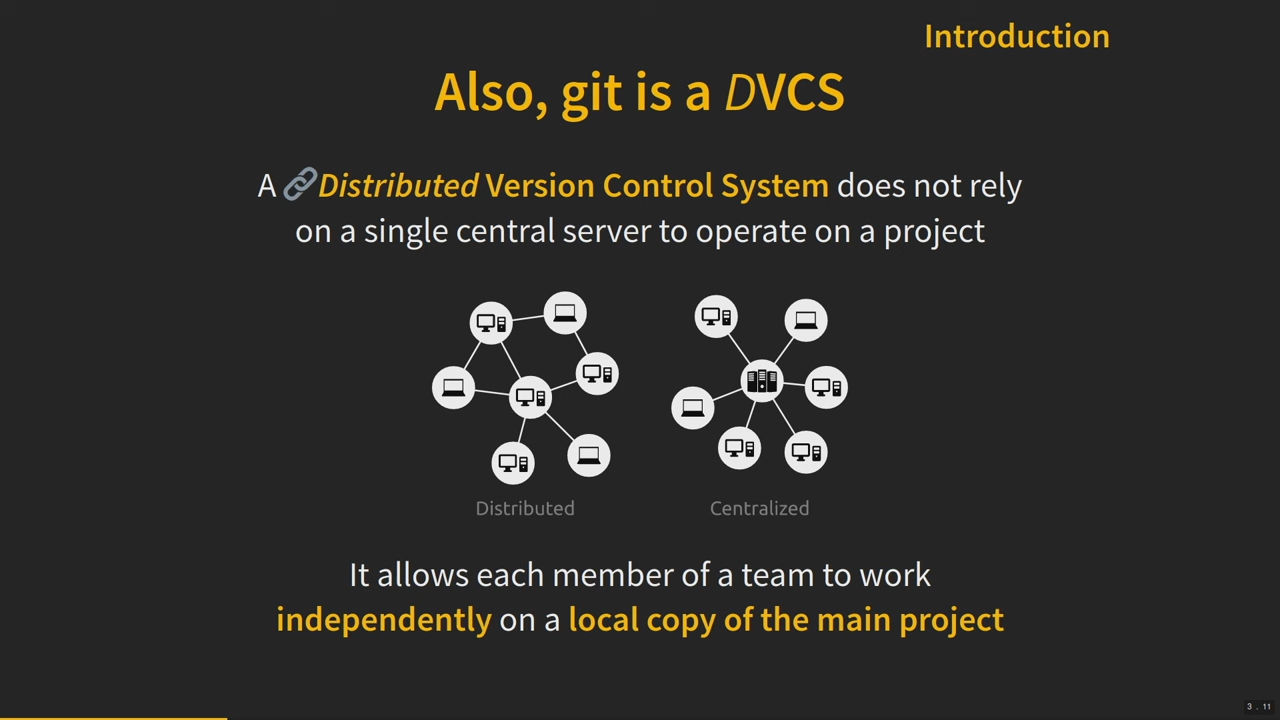 Introduction
Also, git is a DVCS
A 🔗Distributed Version Control System does not rely
on a single central server to operate on a project
Distributed
Centralized
It allows each member of a team to work
independently on a local copy of the main project
3 . 11